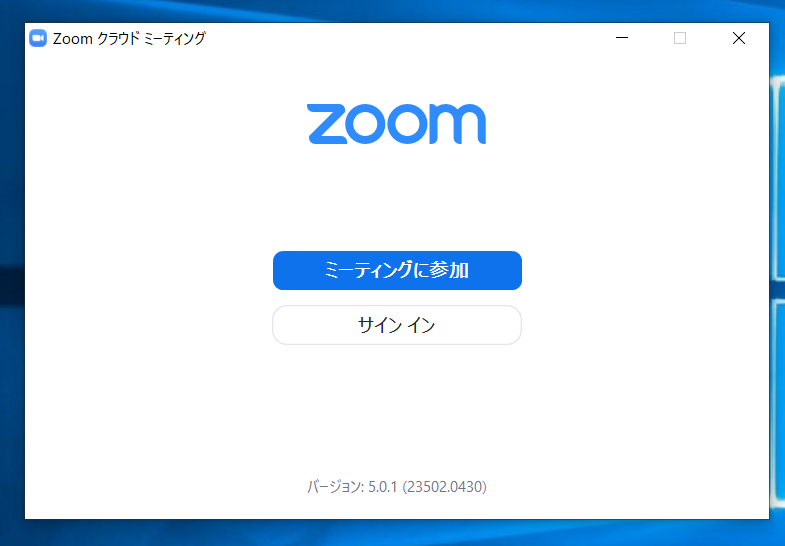 Zoom クラウド ミーティング
zoom
ミーティングに参加
サイン イン
バージョン: 5.0.1 (23502.0430)